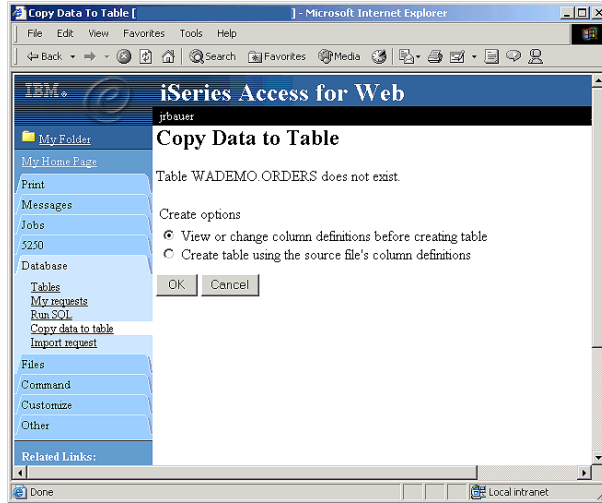 Copy Data To Table [ ] - Microsoft Internet Explorer
File Edit View Favorites Tools Help
Back Search Favorites Media
IBM. iSeries Access for Web
jrbauer
My Folder
My Home Page
Print
Messages
Jobs
5250
Database
Tables
My requests
Run SQL
Copy data to table
Import request
Files
Command
Customize
Other
Related Links:
Copy Data to Table
Table WADEMO.ORDERS does not exist.
Create options
View or change column definitions before creating table
Create table using the source file's column definitions
OK Cancel
Done Local intranet